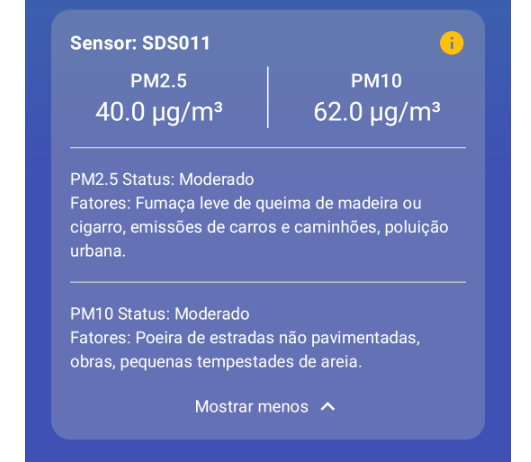 Sensor: SDS011
i
PM2.5
40.0 µg/m³
PM10
62.0 µg/m³
PM2.5 Status: Moderado
Fatores: Fumaça leve de queima de madeira ou
cigarro, emissões de carros e caminhões, poluição
urbana.
PM10 Status: Moderado
Fatores: Poeira de estradas não pavimentadas,
obras, pequenas tempestades de areia.
Mostrar menos